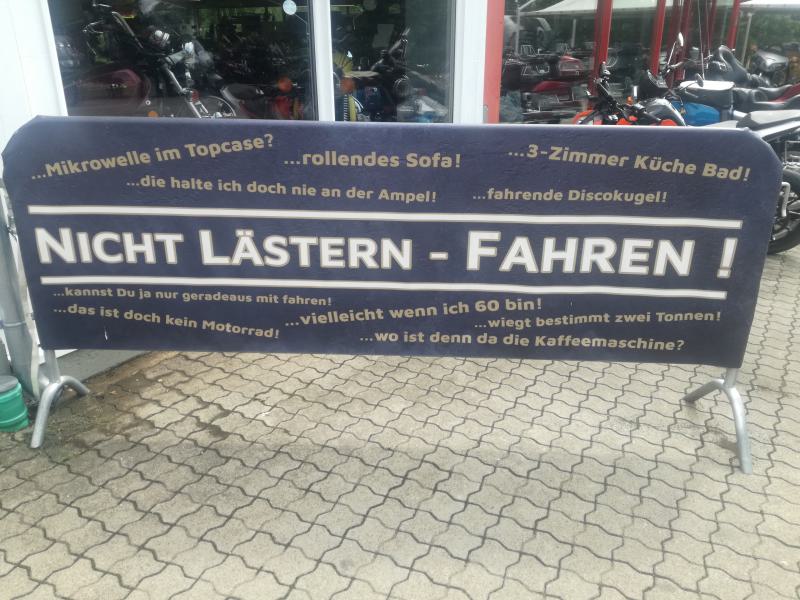 ...Mikrowelle im Topcase?
...rollendes Sofa!
...3-Zimmer Küche Bad!
...die halte ich doch nie an der Ampel!
...fahrende Discokugel!
NICHT LÄSTERN - FAHREN !
...kannst Du ja nur geradeaus mit fahren!
...vielleicht wenn ich 60 bin!
...das ist doch kein Motorrad!
...wiegt bestimmt zwei Tonnen!
...wo ist denn da die Kaffeemaschine?